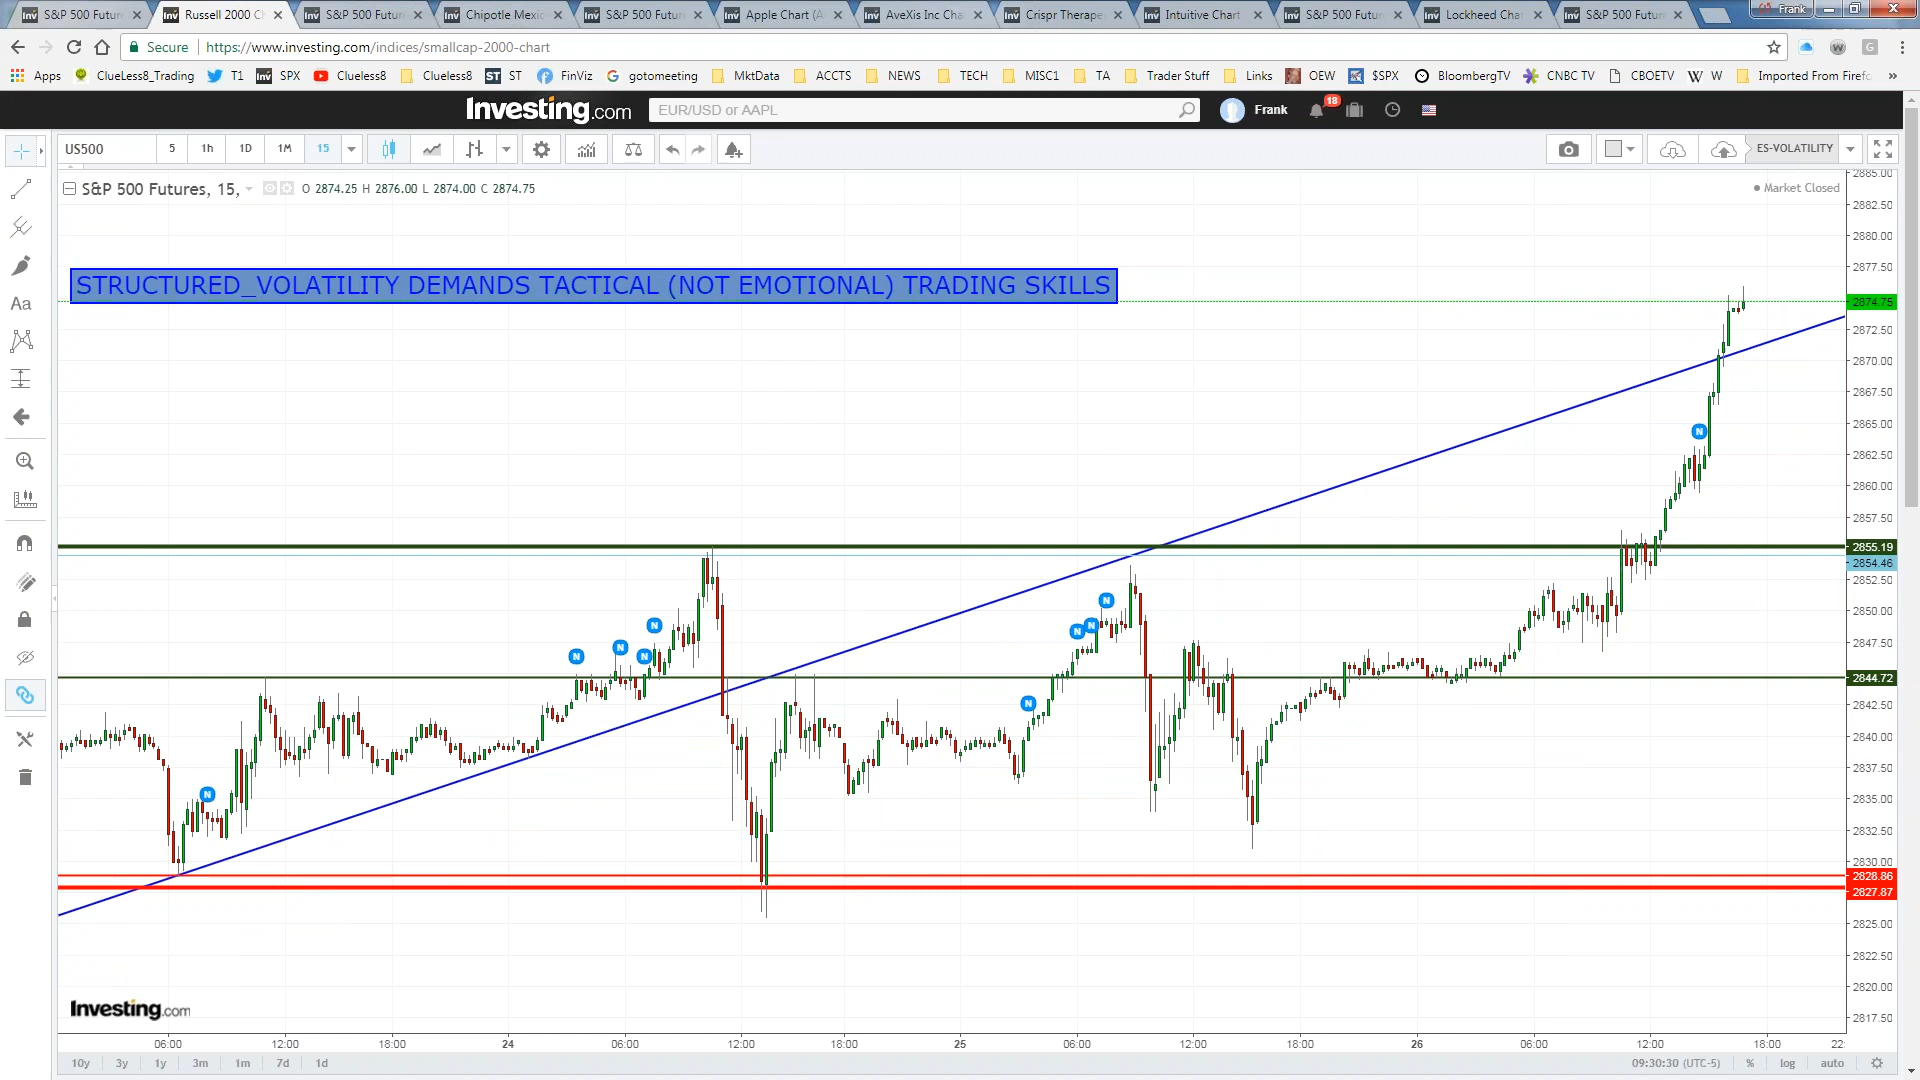 S&P 500 Futur
Russell 2000 C
S&P 500 Futur
Chipotle Mexic
S&P 500 Futur
Apple Chart (A
AveXis Inc Cha
Crispr Therape
Intuitive Chart
S&P 500 Futur
Lockheed Cha
S&P 500 Futur
Frank
Secure
https://www.investing.com/indices/smallcap-2000-chart
Apps ClueLess8_Trading T1 SPX Clueless8 Clueless8 ST FinViz gotomeeting MktData ACCTS NEWS TECH MISC1 TA Trader Stuff Links OEW $SPX BloombergTV CNBC TV CBOETV W Imported From Firefo »
Investing.com EUR/USD or AAPL Frank 18
US500 5 1h 1D 1M 15 ES-VOLATILITY
S&P 500 Futures, 15, O 2874.25 H 2876.00 L 2874.00 C 2874.75
Market Closed
STRUCTURED_VOLATILITY DEMANDS TACTICAL (NOT EMOTIONAL) TRADING SKILLS
Aa
2885.00
2882.50
2880.00
2877.50
2874.75
2872.50
2870.00
2867.50
2865.00
2862.50
2860.00
2857.50
2855.19
2854.46
2852.50
2850.00
2847.50
2844.72
2842.50
2840.00
2837.50
2835.00
2832.50
2830.00
2828.86
2827.87
2825.00
2822.50
2820.00
2817.50
N
N
N
N
N
N
N
N
N
N
Investing.com
06:00 12:00 18:00 24 06:00 12:00 18:00 25 06:00 12:00 18:00 26 06:00 12:00 18:00 22:
10y 3y 1y 3m 1m 7d 1d 09:30:30 (UTC-5) % log auto